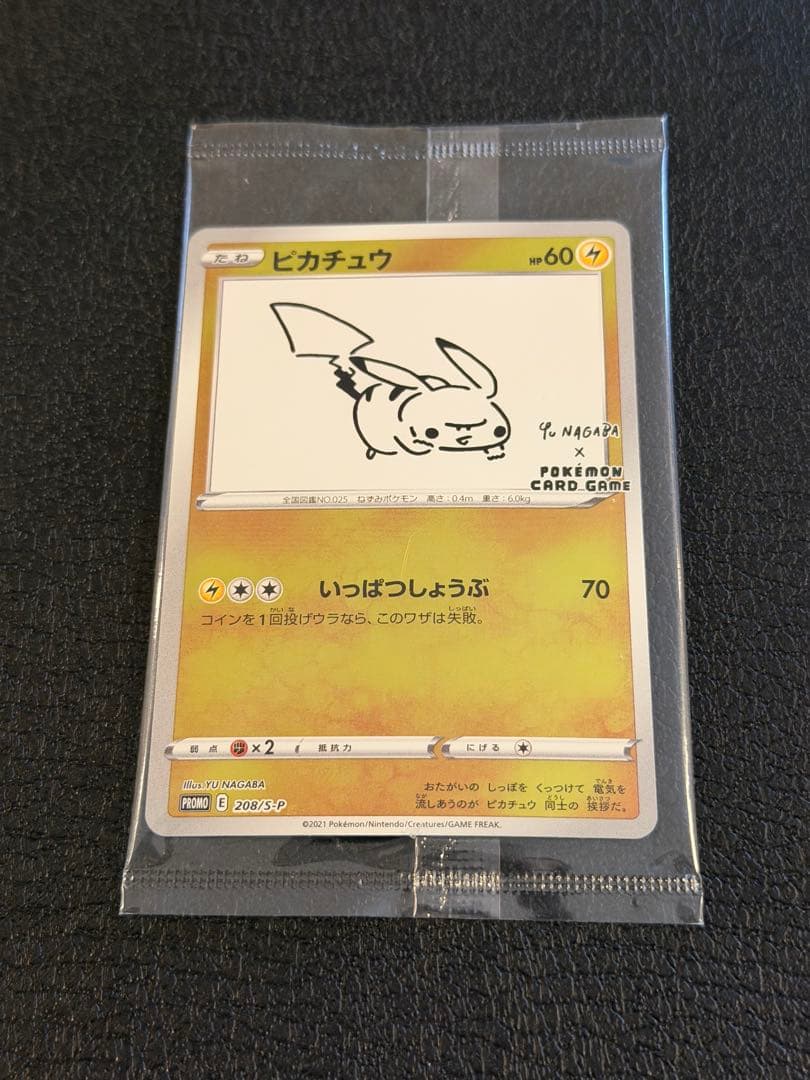 たね ピカチュウ HP60
Yu NAGABA
×
POKÉMON
CARD GAME
全国図鑑NO.025 ねずみポケモン 高さ:0.4m 重さ:6.0kg
いっぱつしょうぶ 70
コインを1回投げウラなら、このワザは失敗。
弱点 ×2 抵抗力 にげる
Illus.YU NAGABA
PROMO E 208/S-P
おたがいの しっぽを くっつけて 電気を
流しあうのが ピカチュウ 同士の 挨拶だ。
©2021 Pokémon/Nintendo/Creatures/GAME FREAK.